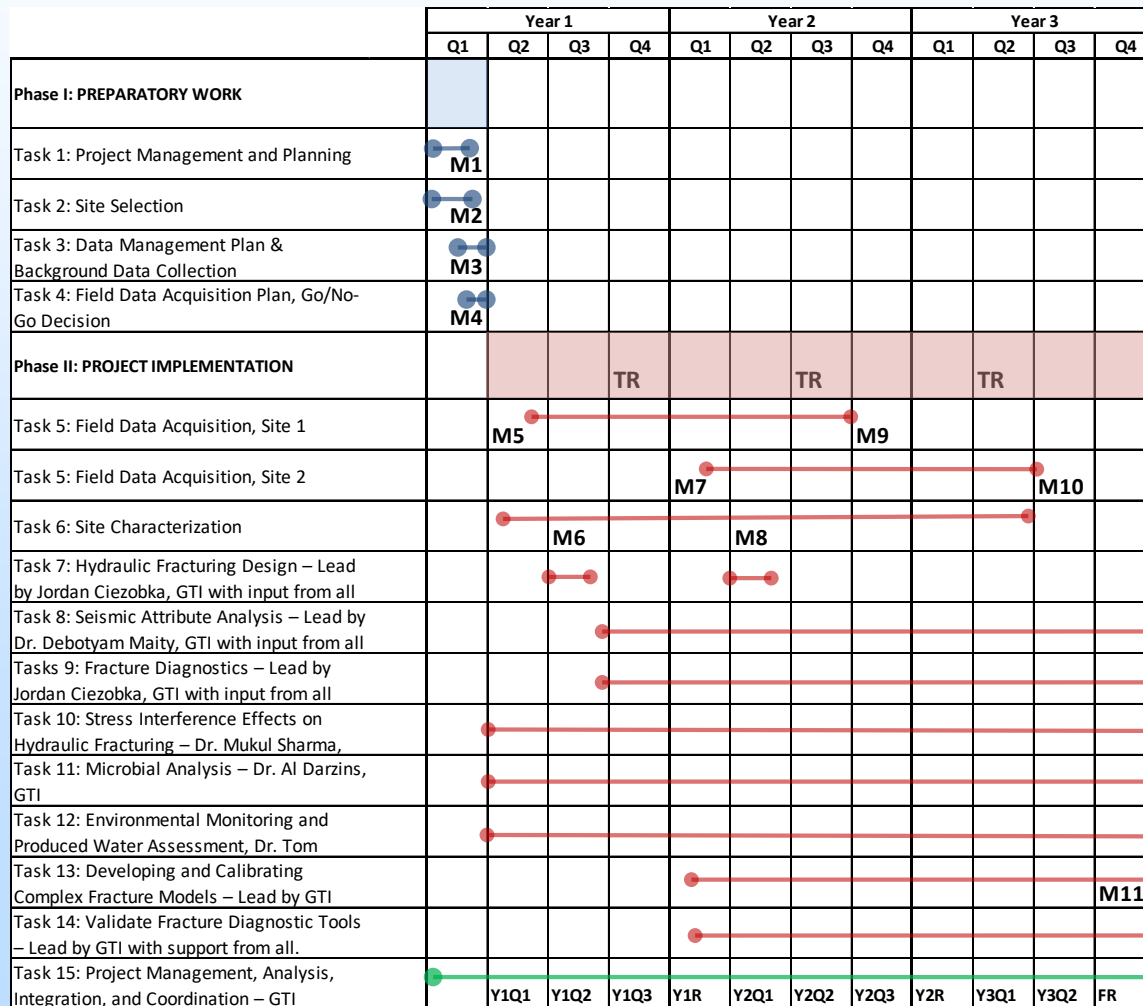 Year 1 Year 2 Year 3
Q1 Q2 Q3 Q4 Q1 Q2 Q3 Q4 Q1 Q2 Q3 Q4
Phase I: PREPARATORY WORK
Task 1: Project Management and Planning
M1
Task 2: Site Selection
M2
Task 3: Data Management Plan &
Background Data Collection
M3
Task 4: Field Data Acquisition Plan, Go/No-
Go Decision
M4
Phase II: PROJECT IMPLEMENTATION
TR TR TR
Task 5: Field Data Acquisition, Site 1
M5 M9
Task 5: Field Data Acquisition, Site 2
M7 M10
Task 6: Site Characterization
M6 M8
Task 7: Hydraulic Fracturing Design – Lead
by Jordan Ciezobka, GTI with input from all
Task 8: Seismic Attribute Analysis – Lead by
Dr. Debotyam Maity, GTI with input from all
Tasks 9: Fracture Diagnostics – Lead by
Jordan Ciezobka, GTI with input from all
Task 10: Stress Interference Effects on
Hydraulic Fracturing – Dr. Mukul Sharma,
Task 11: Microbial Analysis – Dr. Al Darzins,
GTI
Task 12: Environmental Monitoring and
Produced Water Assessment, Dr. Tom
Task 13: Developing and Calibrating
Complex Fracture Models – Lead by GTI
M11
Task 14: Validate Fracture Diagnostic Tools
– Lead by GTI with support from all.
Task 15: Project Management, Analysis,
Integration, and Coordination – GTI
Y1Q1 Y1Q2 Y1Q3 Y1R Y2Q1 Y2Q2 Y2Q3 Y2R Y3Q1 Y3Q2 FR